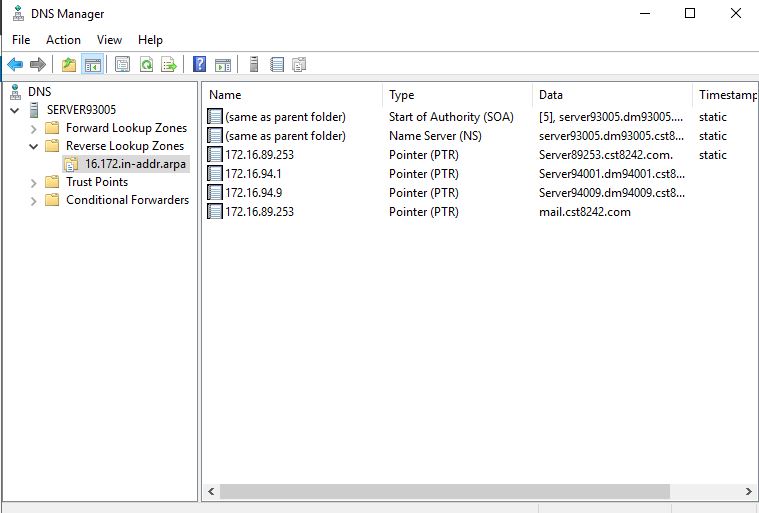 DNS Manager
File Action View Help
DNS
SERVER93005
Forward Lookup Zones
Reverse Lookup Zones
16.172.in-addr.arpa
Trust Points
Conditional Forwarders
Name Type Data Timestamp
(same as parent folder) Start of Authority (SOA) [5], server93005.dm93005.... static
(same as parent folder) Name Server (NS) server93005.dm93005.cst8... static
172.16.89.253 Pointer (PTR) Server89253.cst8242.com. static
172.16.94.1 Pointer (PTR) Server94001.dm94001.cst8...
172.16.94.9 Pointer (PTR) Server94009.dm94009.cst8...
172.16.89.253 Pointer (PTR) mail.cst8242.com